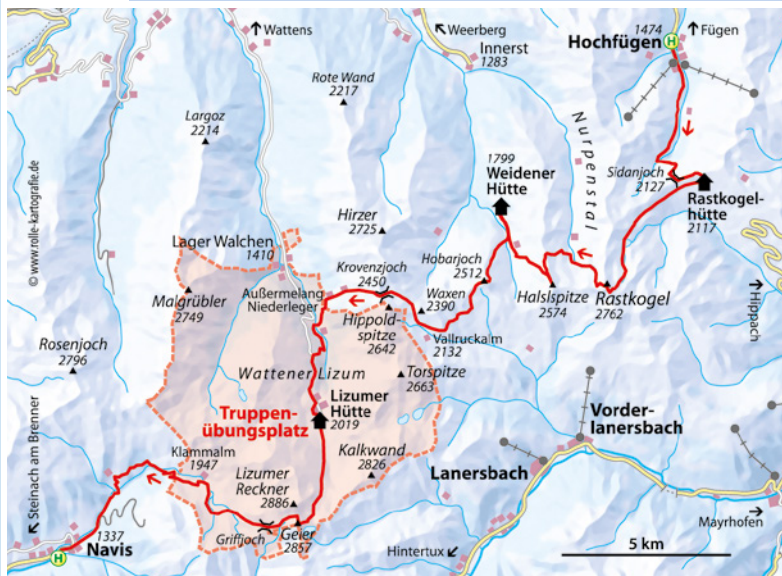 Wattens
Weerberg
Innerst
1283
1474
Hochfügen
H
Fügen
Rote Wand
2217
Largoz
2214
Nurpenstal
1799
Weidener
Hütte
Sidanjoch
2127
Rastkogel-
hütte
2117
© www.rolle-kartografie.de
Hirzer
2725
Lager Walchen
1410
Krovenzjoch
2450
Hobarjoch
2512
Malgrübler
2749
Außermelang
Niederleger
Waxen
2390
Halslspitze
2574
Rastkogel
2762
Hippach
Hippold-
spitze
2642
Vallruckalm
2132
Rosenjoch
2796
Wattener Lizum
Torspitze
2663
Truppen-
übungsplatz
Lizumer
Hütte
2019
Vorder-
lanersbach
Steinach am Brenner
Klammalm
1947
Lizumer
Reckner
2886
Kalkwand
2826
Lanersbach
Mayrhofen
1337
Navis
H
Griffjoch
Geier
2857
Hintertux
5 km